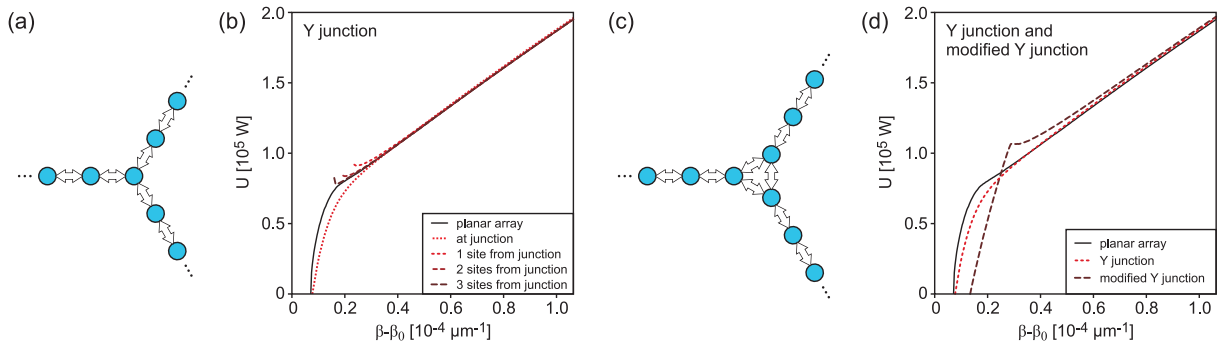 (a)
(b)
Y junction
U [10⁵ W]
2.0
1.5
1.0
0.5
0
0
0.2
0.4
0.6
0.8
1.0
β-β₀ [10⁻⁴ μm⁻¹]
planar array
at junction
1 site from junction
2 sites from junction
3 sites from junction
(c)
(d)
Y junction and
modified Y junction
U [10⁵ W]
2.0
1.5
1.0
0.5
0
0
0.2
0.4
0.6
0.8
1.0
β-β₀ [10⁻⁴ μm⁻¹]
planar array
Y junction
modified Y junction